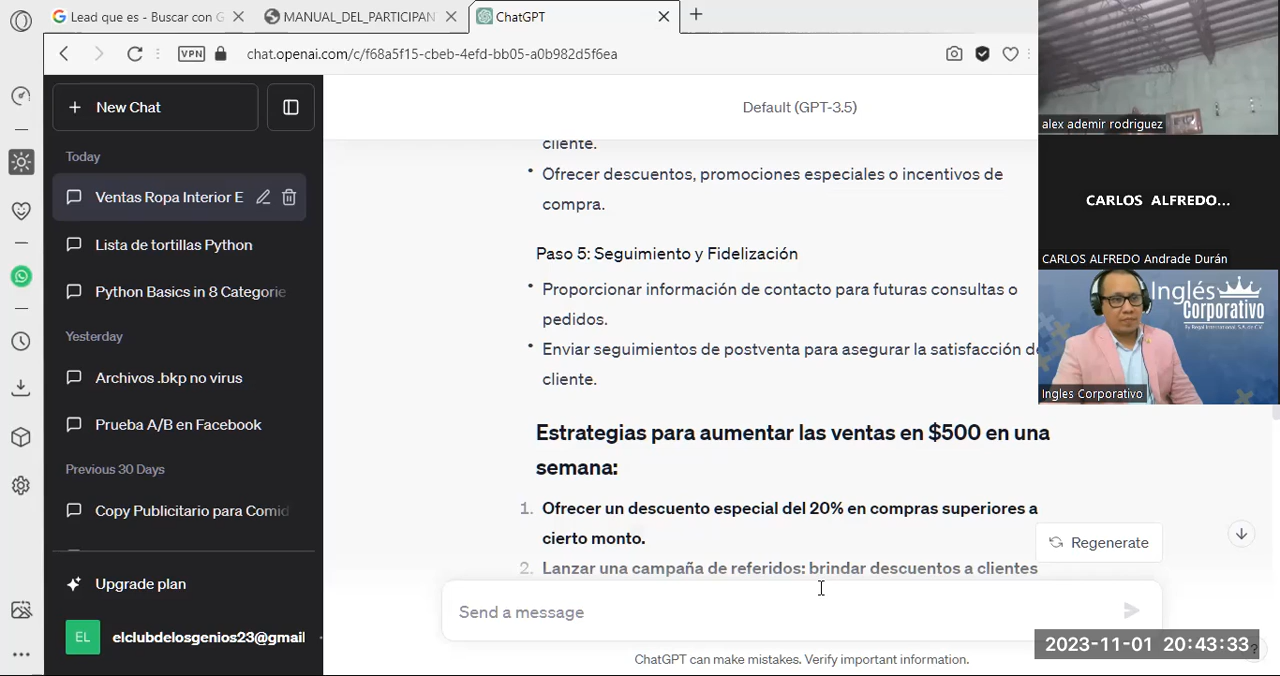 Lead que es - Buscar con G
MANUAL_DEL_PARTICIPAN
ChatGPT
VPN
chat.openai.com/c/f68a5f15-cbeb-4efd-bb05-a0b982d5f6ea
New Chat
Today
Ventas Ropa Interior E
Lista de tortillas Python
Python Basics in 8 Categorie
Yesterday
Archivos .bkp no virus
Prueba A/B en Facebook
Previous 30 Days
Copy Publicitario para Comid
Upgrade plan
EL
elclubdelosgenios23@gmail
Default (GPT-3.5)
cliente.
Ofrecer descuentos, promociones especiales o incentivos de
compra.
Paso 5: Seguimiento y Fidelización
Proporcionar información de contacto para futuras consultas o
pedidos.
Enviar seguimientos de postventa para asegurar la satisfacción de
cliente.
Estrategias para aumentar las ventas en $500 en una
semana:
1. Ofrecer un descuento especial del 20% en compras superiores a
cierto monto.
2. Lanzar una campaña de referidos: brindar descuentos a clientes
Regenerate
Send a message
ChatGPT can make mistakes. Verify important information.
alex ademir rodriguez
CARLOS ALFREDO...
CARLOS ALFREDO Andrade Durán
Inglés
Corporativo
By Regal International S.A. de C.V.
Ingles Corporativo
2023-11-01 20:43:33
?